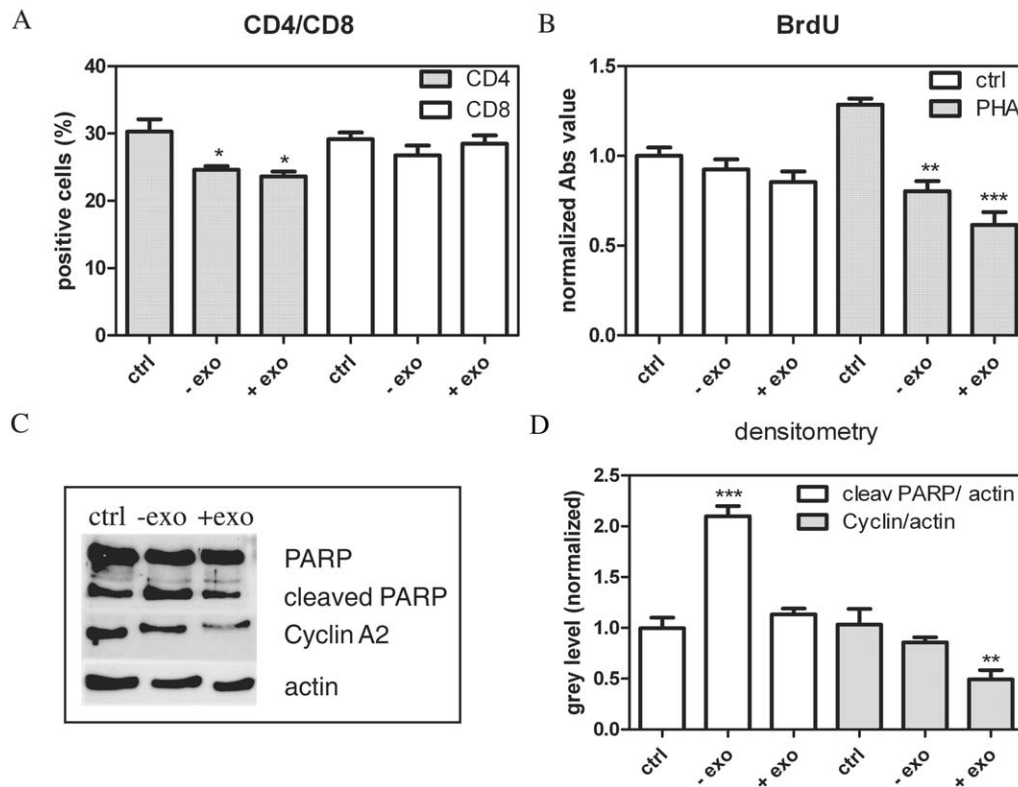 A
CD4/CD8
CD4
CD8
positive cells (%)
40
30
20
10
0
*
*
ctrl
- exo
+ exo
ctrl
- exo
+ exo
B
BrdU
ctrl
PHA
normalized Abs value
1.5
1.0
0.5
0.0
**
***
ctrl
- exo
+ exo
ctrl
- exo
+ exo
C
ctrl -exo +exo
PARP
cleaved PARP
Cyclin A2
actin
D
densitometry
cleav PARP/ actin
Cyclin/actin
grey level (normalized)
2.5
2.0
1.5
1.0
0.5
0.0
***
**
ctrl
- exo
+ exo
ctrl
- exo
+ exo